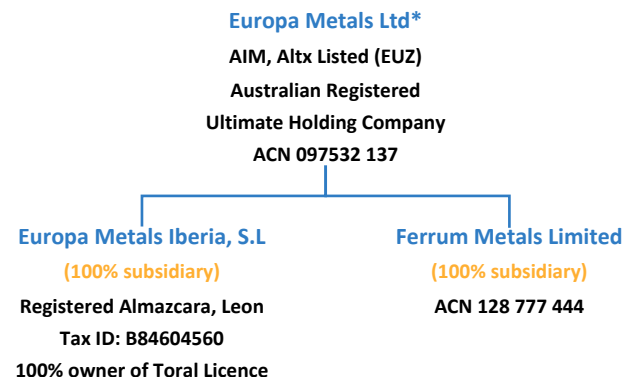 Europa Metals Ltd*
AIM, Altx Listed (EUZ)
Australian Registered
Ultimate Holding Company
ACN 097532 137
Europa Metals Iberia, S.L
(100% subsidiary)
Registered Almazcara, Leon
Tax ID: B84604560
100% owner of Toral Licence
Ferrum Metals Limited
(100% subsidiary)
ACN 128 777 444